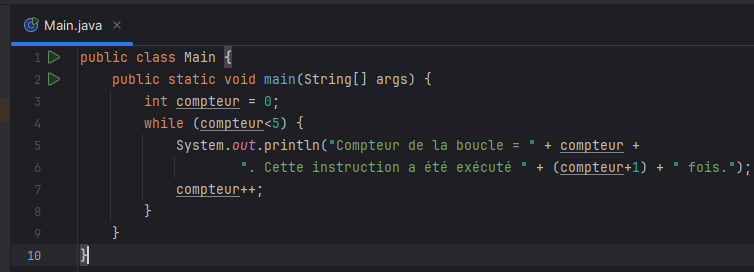 Main.java
1 public class Main {
2 public static void main(String[] args) {
3 int compteur = 0;
4 while (compteur<5) {
5 System.out.println("Compteur de la boucle = " + compteur +
6 ". Cette instruction a été exécuté " + (compteur+1) + " fois.");
7 compteur++;
8 }
9 }
10 }